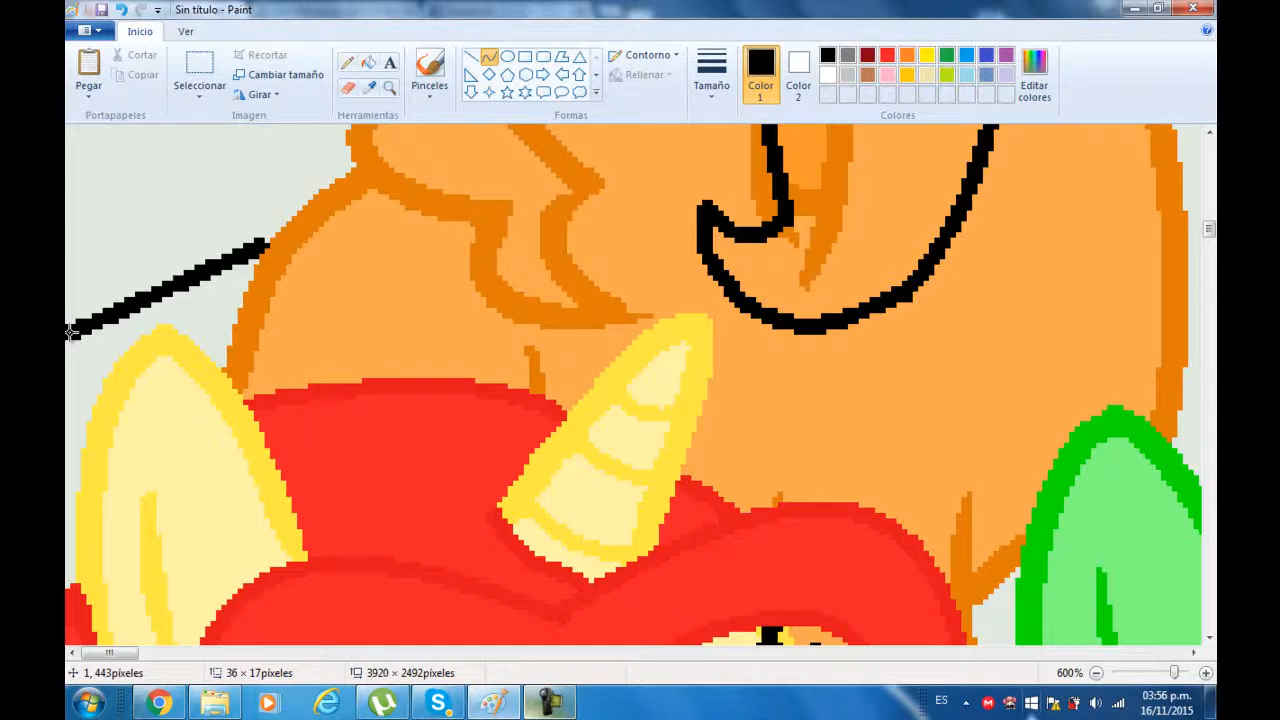 Sin título - Paint
Inicio
Ver
Pegar
Cortar
Copiar
Portapapeles
Seleccionar
Recortar
Cambiar tamaño
Girar
Imagen
A
Herramientas
Pinceles
Contorno
Rellenar
Formas
Tamaño
Color 1
Color 2
Editar colores
Colores
1, 443píxeles
36 × 17píxeles
3920 × 2492píxeles
600%
ES
03:56 p.m.
16/11/2015